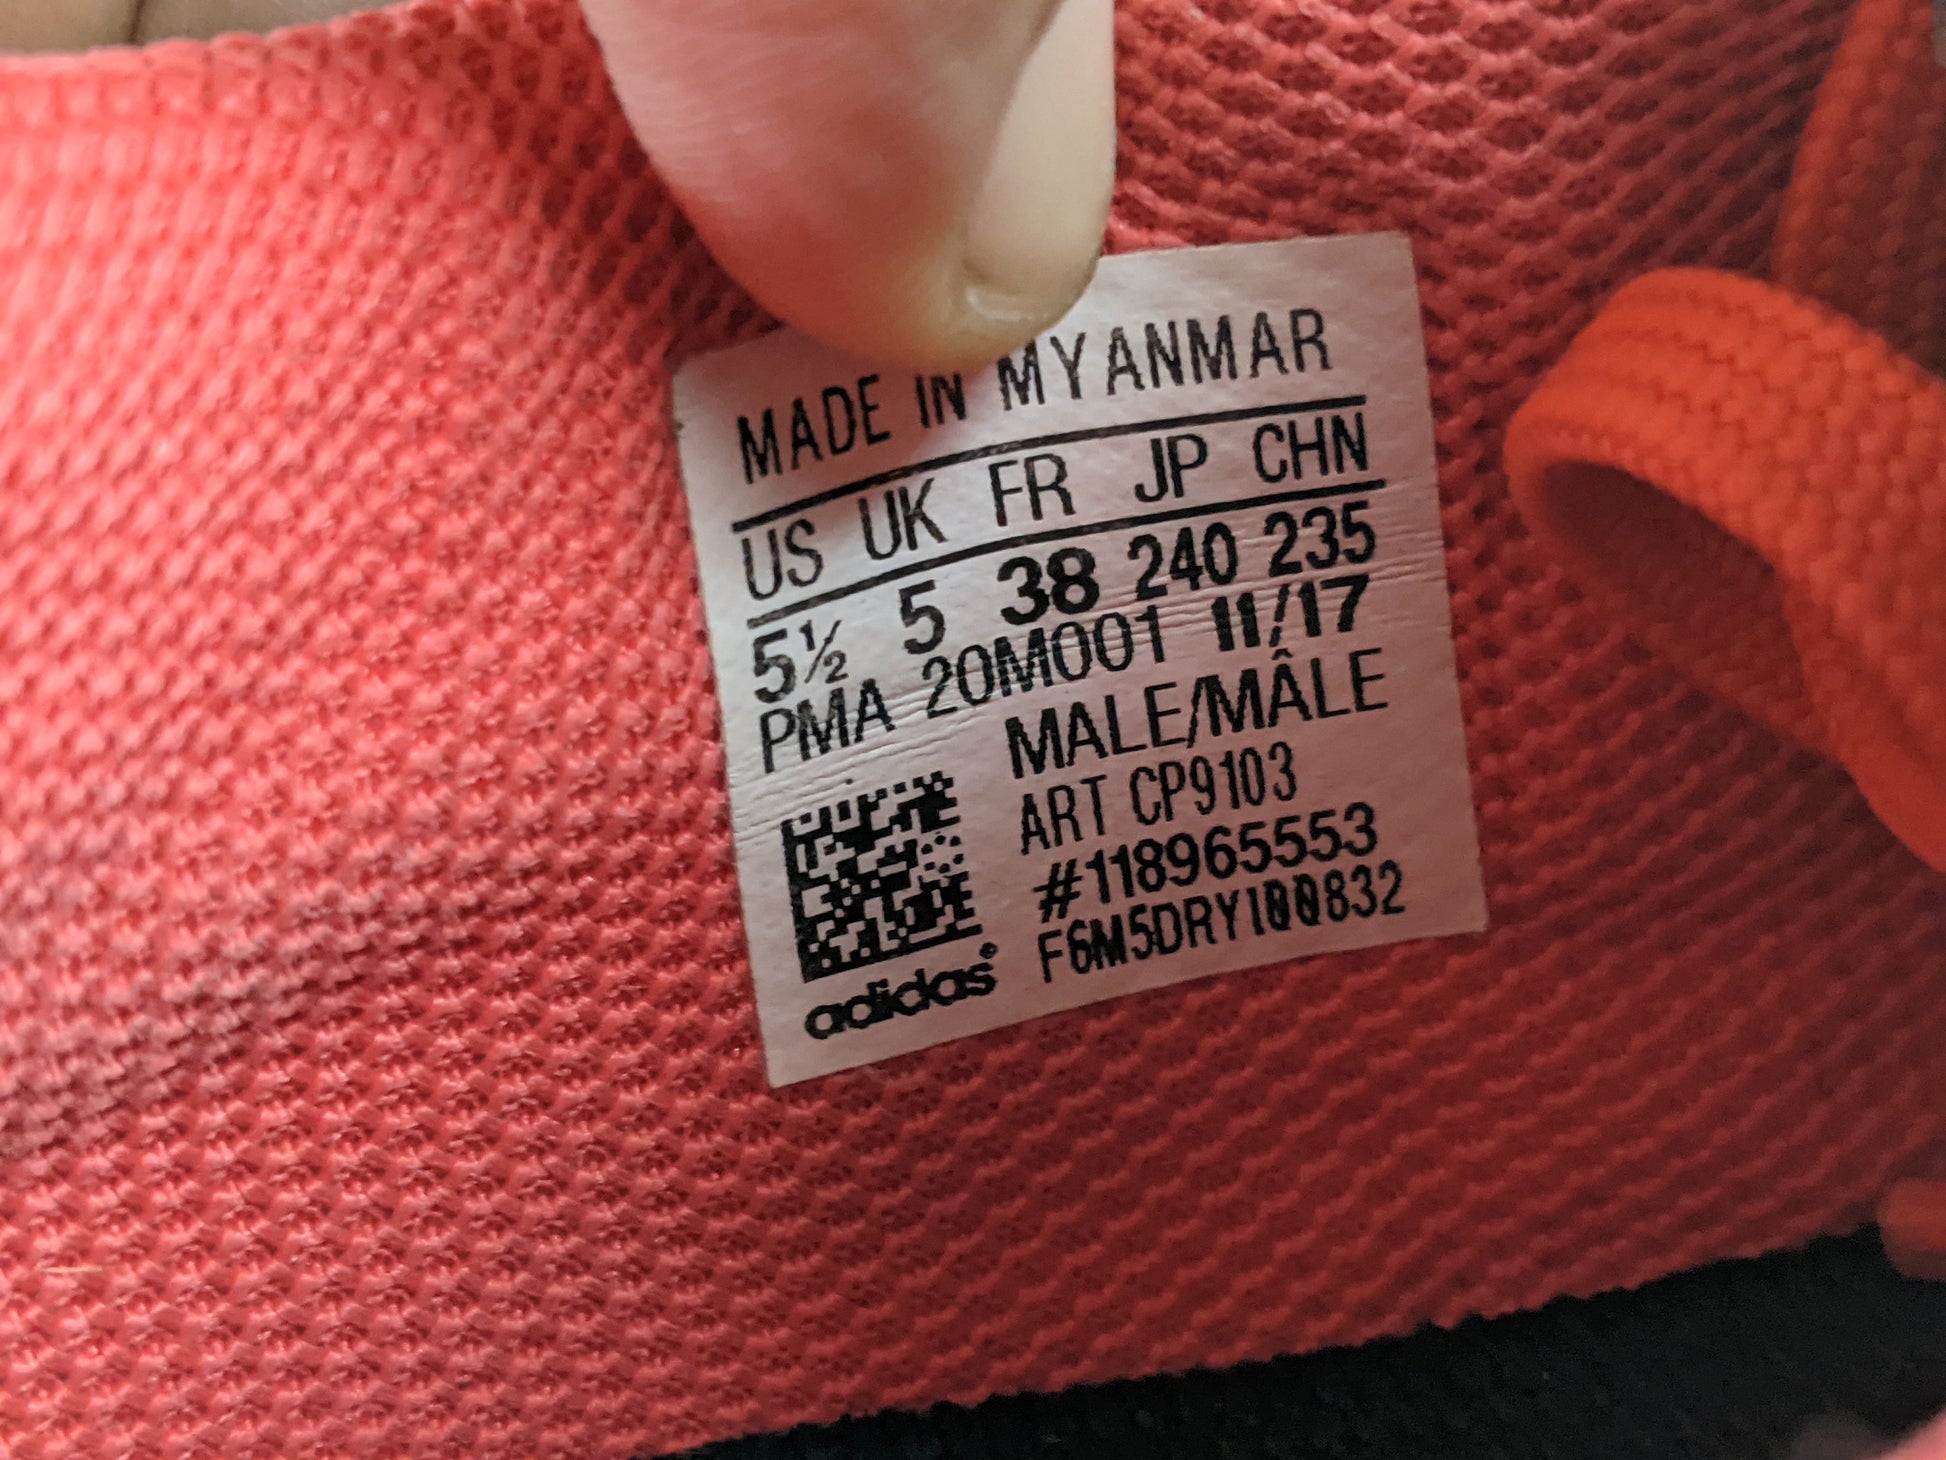 MADE IN MYANMAR
US UK FR JP CHN
5½ 5 38 240 235
PMA 20M001 11/17
MALE/MÂLE
ART CP9103
#118965553
F6M5DRY100832
adidas®